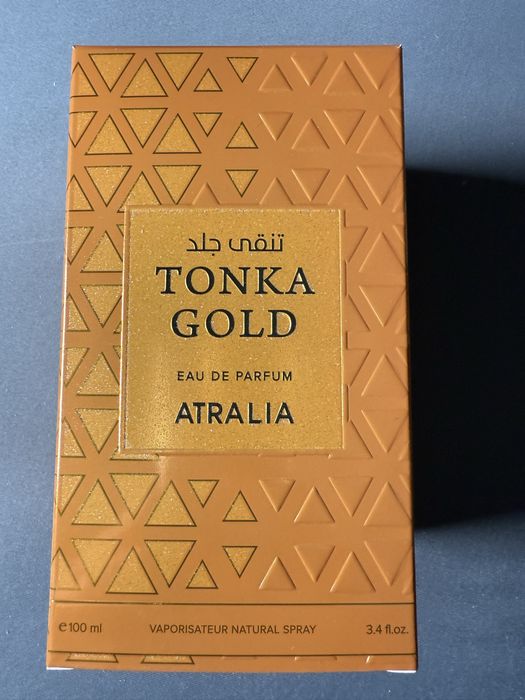 تنقى جلد
TONKA
GOLD
EAU DE PARFUM
ATRALIA
℮100 ml VAPORISATEUR NATURAL SPRAY 3.4 fl.oz.